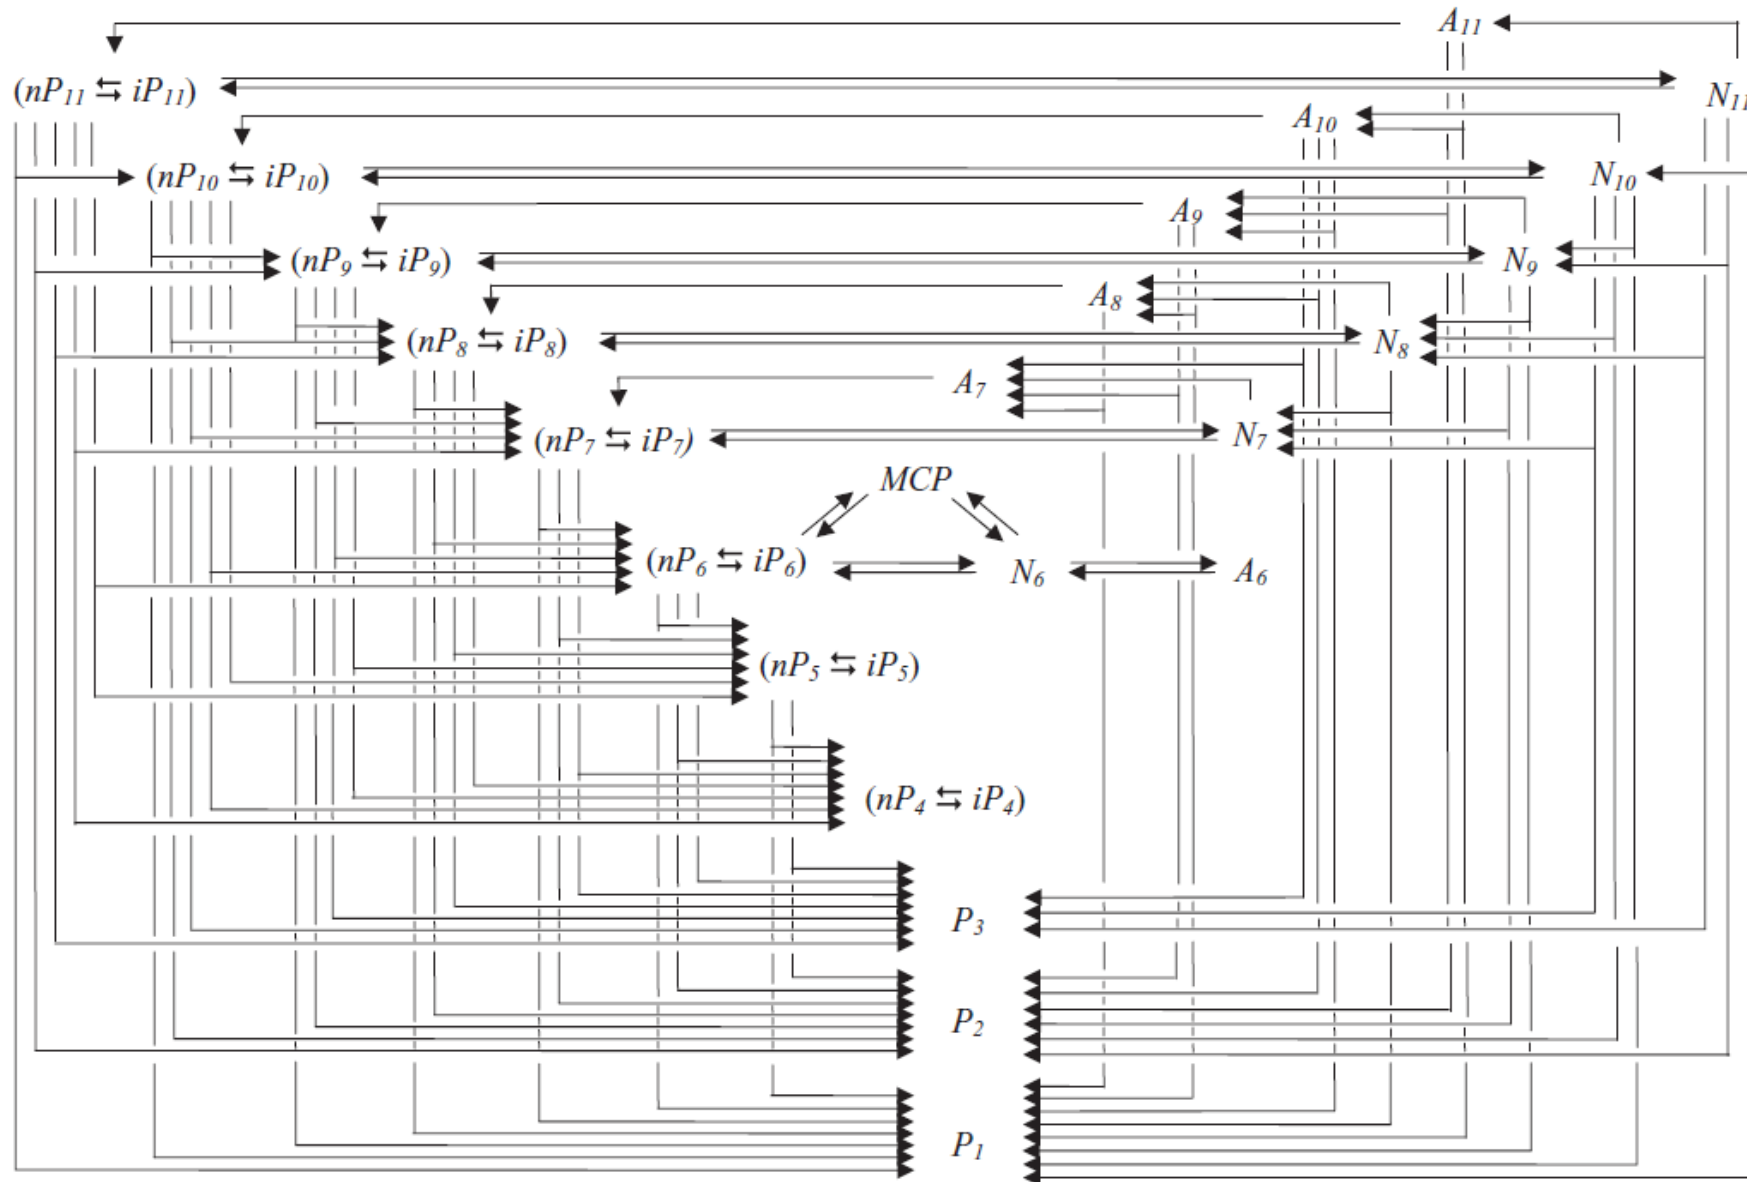 A₁₁
(nP₁₁ ⇆ iP₁₁) N₁₁
A₁₀
(nP₁₀ ⇆ iP₁₀) N₁₀
A₉
(nP₉ ⇆ iP₉) N₉
A₈
(nP₈ ⇆ iP₈) N₈
A₇
(nP₇ ⇆ iP₇) N₇
MCP
(nP₆ ⇆ iP₆) N₆ A₆
(nP₅ ⇆ iP₅)
(nP₄ ⇆ iP₄)
P₃
P₂
P₁